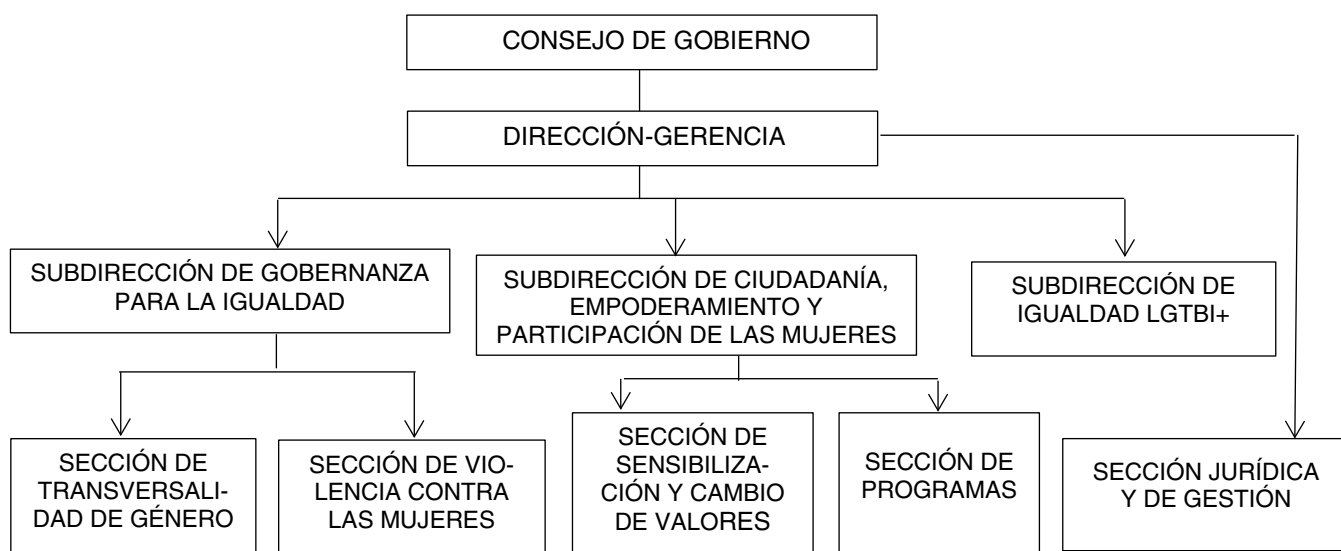 CONSEJO DE GOBIERNO
DIRECCIÓN-GERENCIA
SUBDIRECCIÓN DE GOBERNANZA
PARA LA IGUALDAD
SUBDIRECCIÓN DE CIUDADANÍA,
EMPODERAMIENTO Y
PARTICIPACIÓN DE LAS MUJERES
SUBDIRECCIÓN DE
IGUALDAD LGTBI+
SECCIÓN DE
TRANSVERSALI-
DAD DE GÉNERO
SECCIÓN DE VIO-
LENCIA CONTRA
LAS MUJERES
SECCIÓN DE
SENSIBILIZA-
CIÓN Y CAMBIO
DE VALORES
SECCIÓN DE
PROGRAMAS
SECCIÓN JURÍDICA
Y DE GESTIÓN